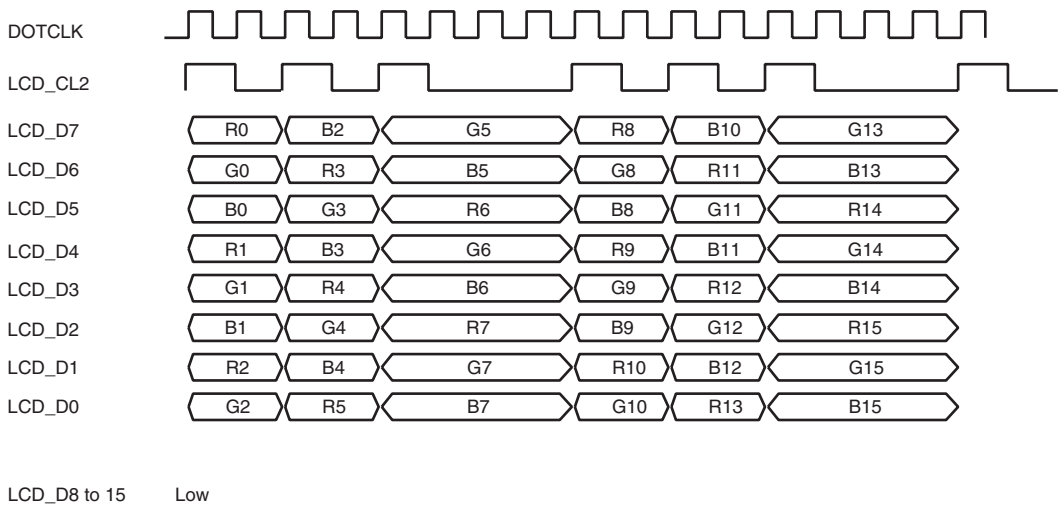 DOTCLK
LCD_CL2
LCD_D7 R0 B2 G5 R8 B10 G13
LCD_D6 G0 R3 B5 G8 R11 B13
LCD_D5 B0 G3 R6 B8 G11 R14
LCD_D4 R1 B3 G6 R9 B11 G14
LCD_D3 G1 R4 B6 G9 R12 B14
LCD_D2 B1 G4 R7 B9 G12 R15
LCD_D1 R2 B4 G7 R10 B12 G15
LCD_D0 G2 R5 B7 G10 R13 B15
LCD_D8 to 15 Low